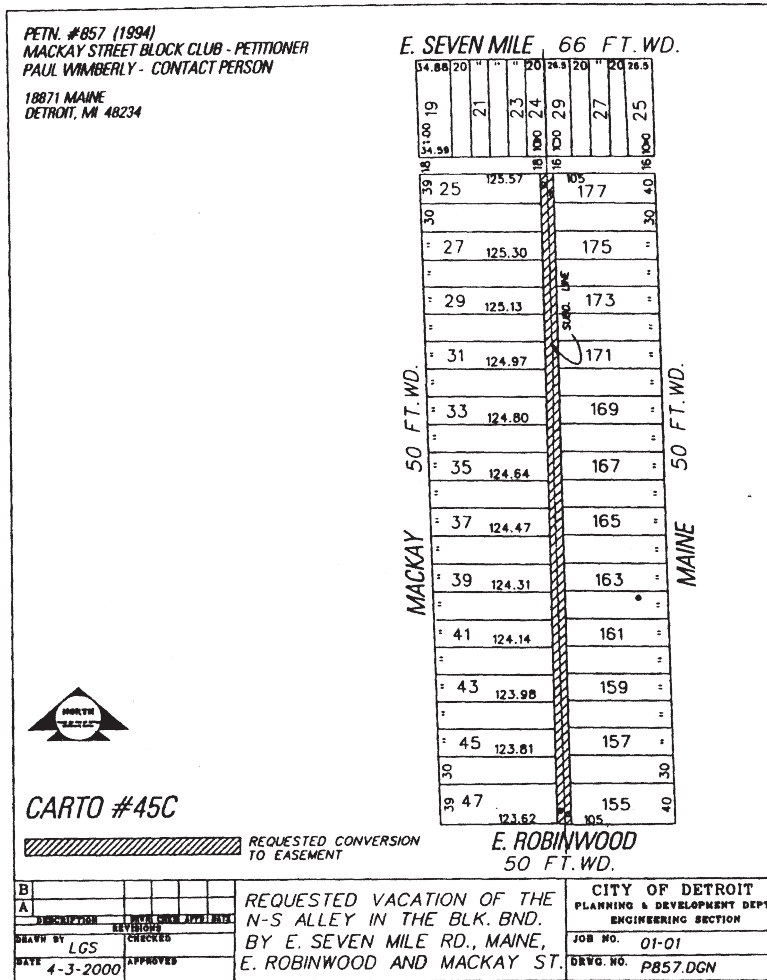 PETN. #857 (1994)
MACKAY STREET BLOCK CLUB - PETITIONER
PAUL WIMBERLY - CONTACT PERSON
18871 MAINE
DETROIT, MI 48234
E. SEVEN MILE 66 FT. WD.
34.88 20 " " " 20 26.5 20 " 20 26.5
19 21 23 24 29 27 25
34.59 100 100 100
18 18 16 16
39 25 125.57 105 177 40
30 30
" 27 125.30 175 "
" "
" 29 125.13 173 "
SUBD. LINE
" "
" 31 124.97 171 "
" "
" 33 124.80 169 "
" "
" 35 124.64 167 "
" "
" 37 124.47 165 "
" "
" 39 124.31 163 "
" "
" 41 124.14 161 "
" "
" 43 123.98 159 "
" "
" 45 123.81 157 "
30 30
39 47 123.62 105 155 40
MACKAY 50 FT. WD.
MAINE 50 FT. WD.
E. ROBINWOOD
50 FT. WD.
NORTH
CARTO #45C
REQUESTED CONVERSION
TO EASEMENT
B
A
DESCRIPTION DRWN CHKD APPD DATE
REVISIONS
DRAWN BY LGS CHECKED
DATE 4-3-2000 APPROVED
REQUESTED VACATION OF THE
N-S ALLEY IN THE BLK. BND.
BY E. SEVEN MILE RD., MAINE,
E. ROBINWOOD AND MACKAY ST.
CITY OF DETROIT
PLANNING & DEVELOPMENT DEPT
ENGINEERING SECTION
JOB NO. 01-01
DRWG. NO. P857.DGN